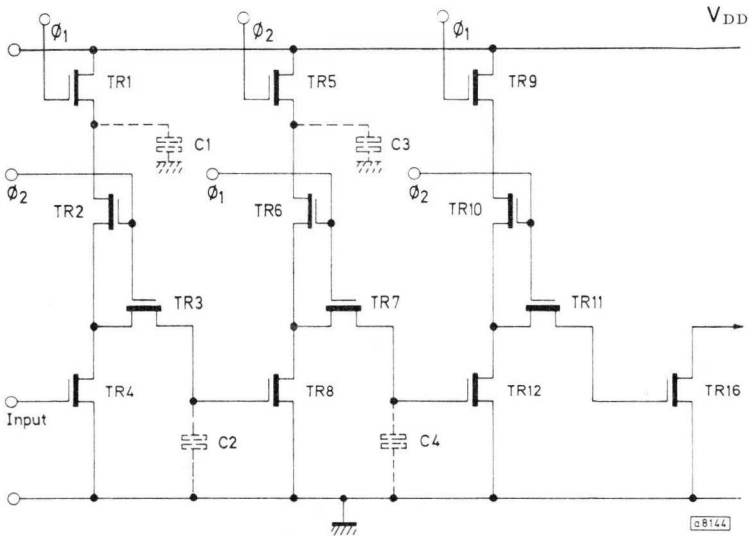 Ø1
Ø2
Ø1
VDD
TR1
TR5
TR9
C1
C3
Ø2
Ø1
Ø2
TR2
TR6
TR10
TR3
TR7
TR11
TR4
TR8
TR12
TR16
Input
C2
C4
a8144